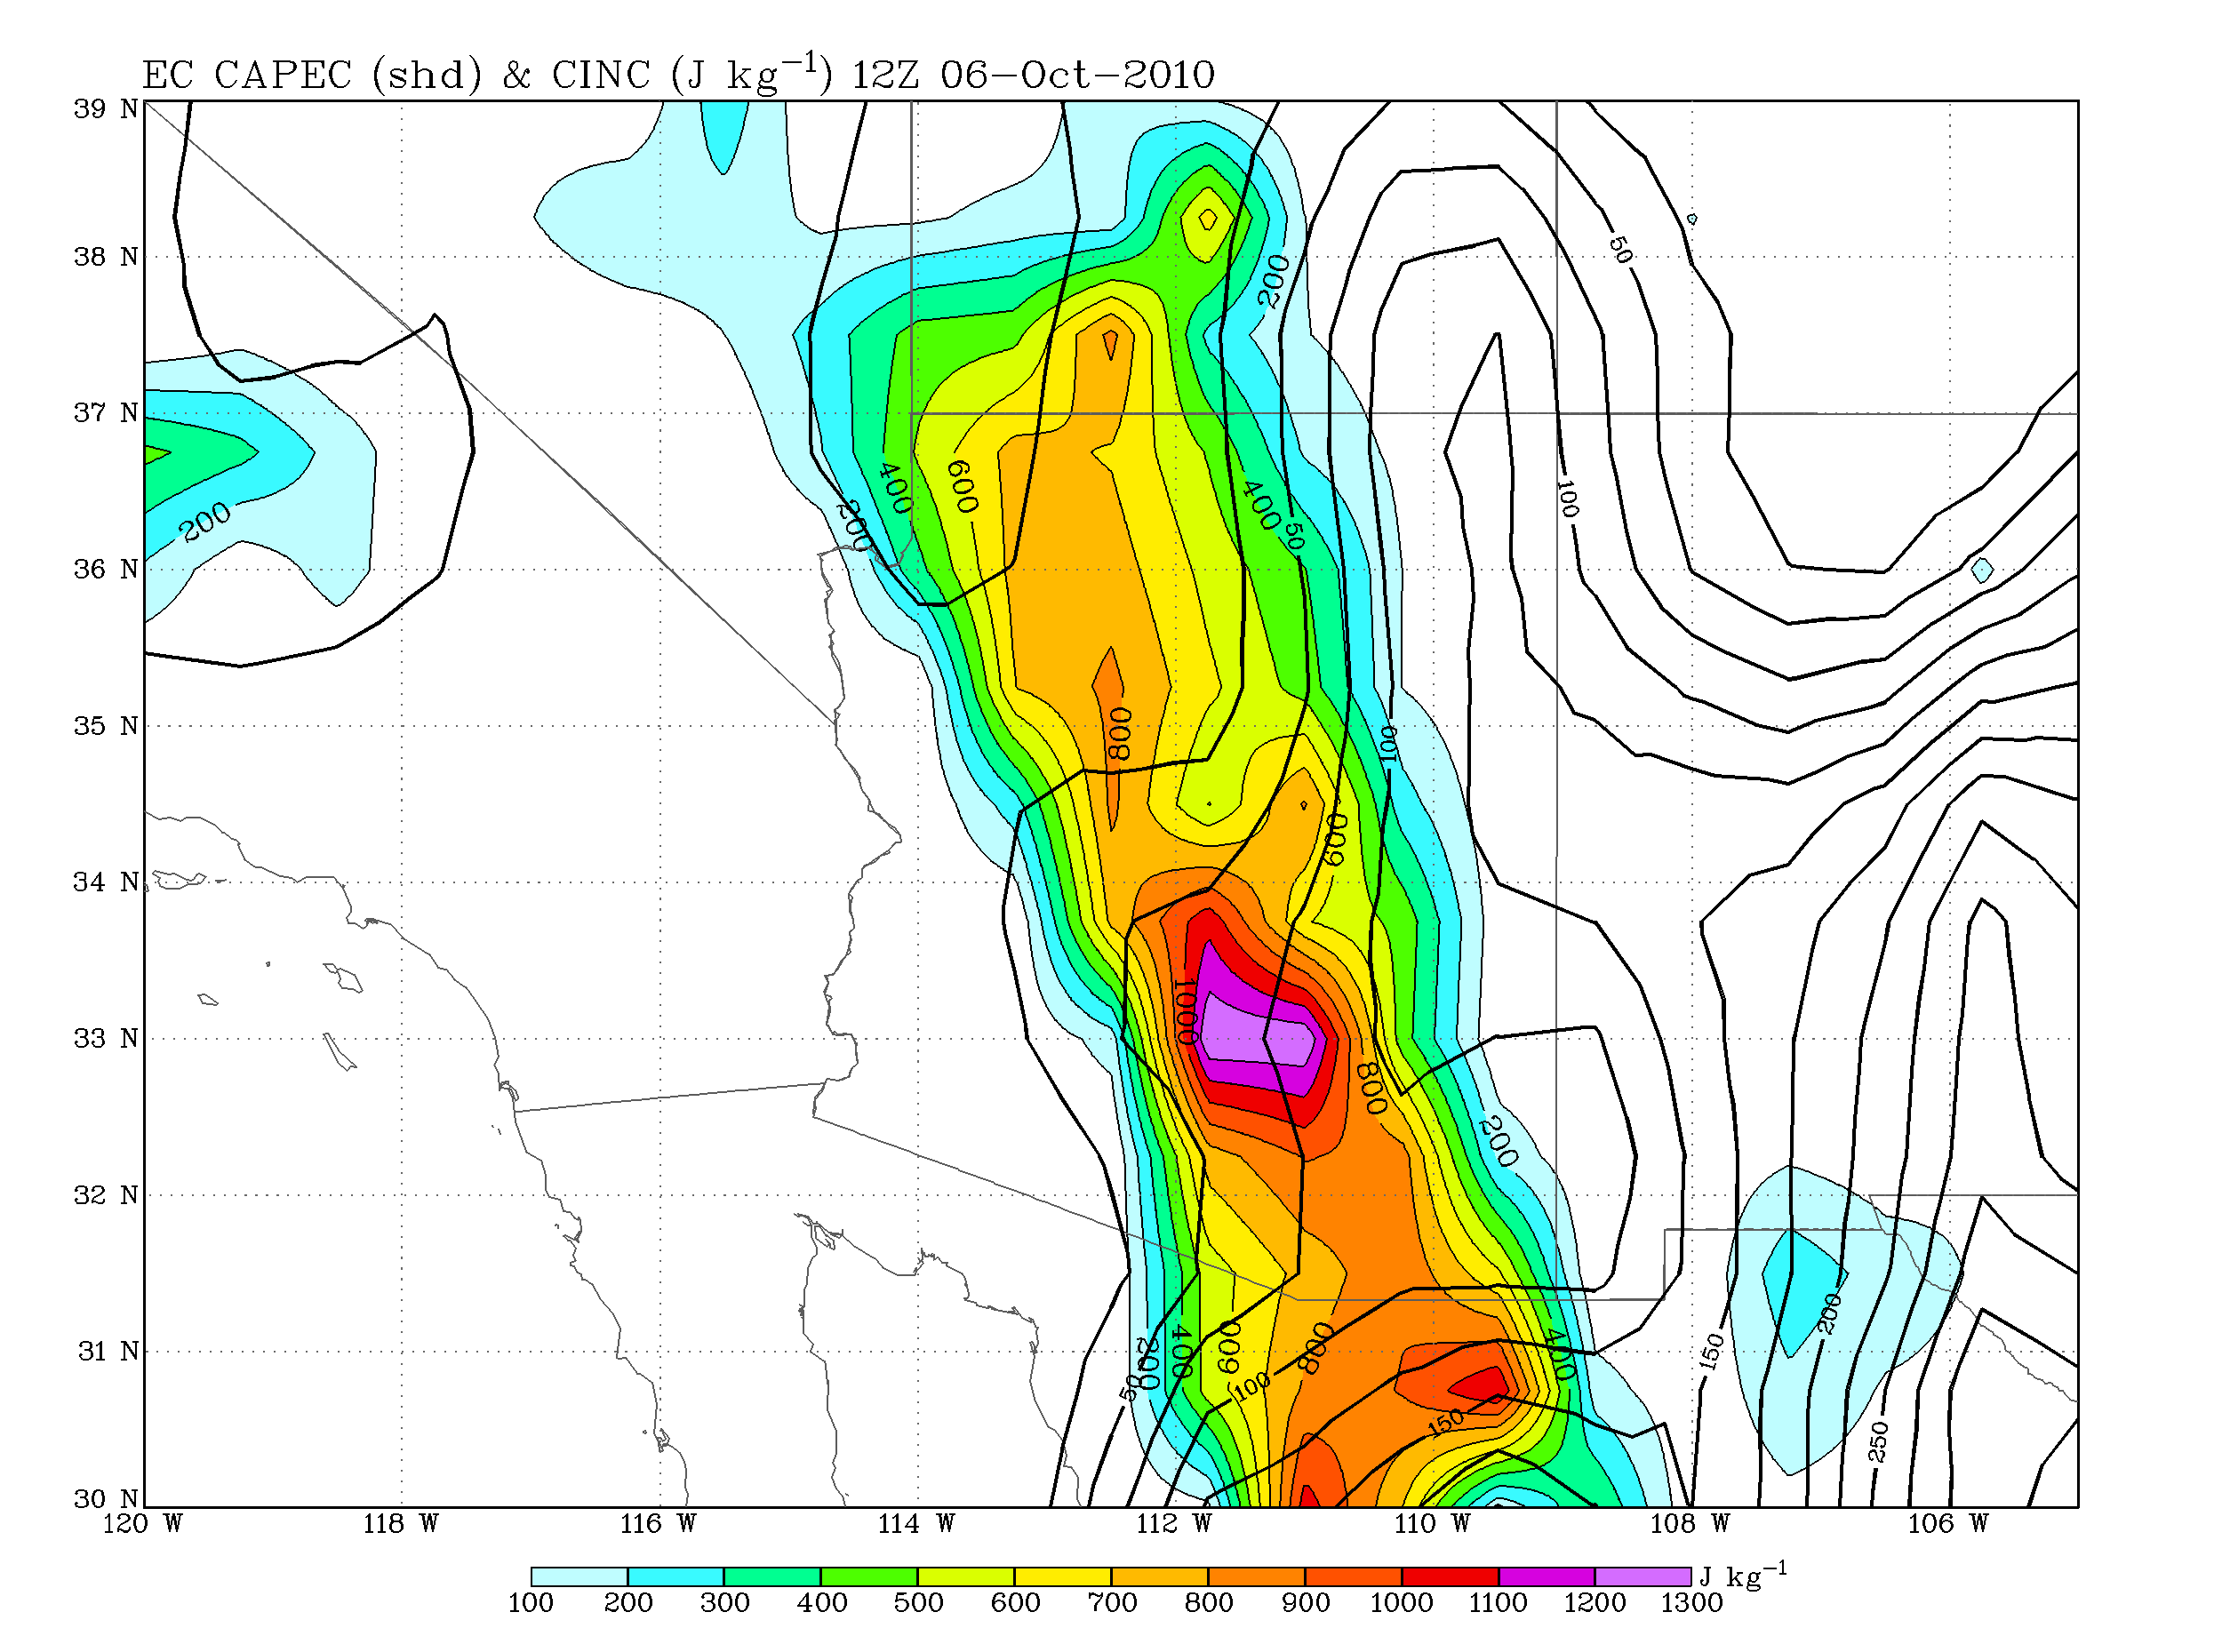 EC CAPEC (shd) & CINC (J kg−1) 12Z 06−Oct−2010
39 N
38 N
37 N
36 N
35 N
34 N
33 N
32 N
31 N
30 N
200
50
200
400
600
400
100
200
200
50
800
100
600
1000
800
200
200
400
600
800
400
150
200
50
100
150
250
120 W
118 W
116 W
114 W
112 W
110 W
108 W
106 W
J kg−1
100 200 300 400 500 600 700 800 900 1000 1100 1200 1300